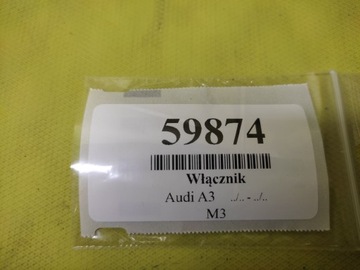 59874
Włącznik
Audi A3 ../.. - ../..
M3